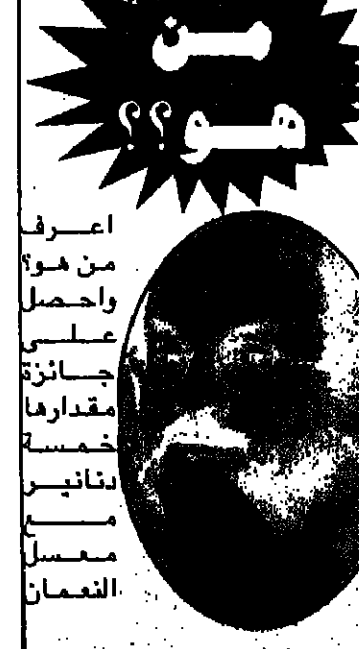 من
هو؟؟
اعرف
من هو؟
واحصل
على
جائزة
مقدارها
خمسة
دنانير
مع
معسل
النعمان